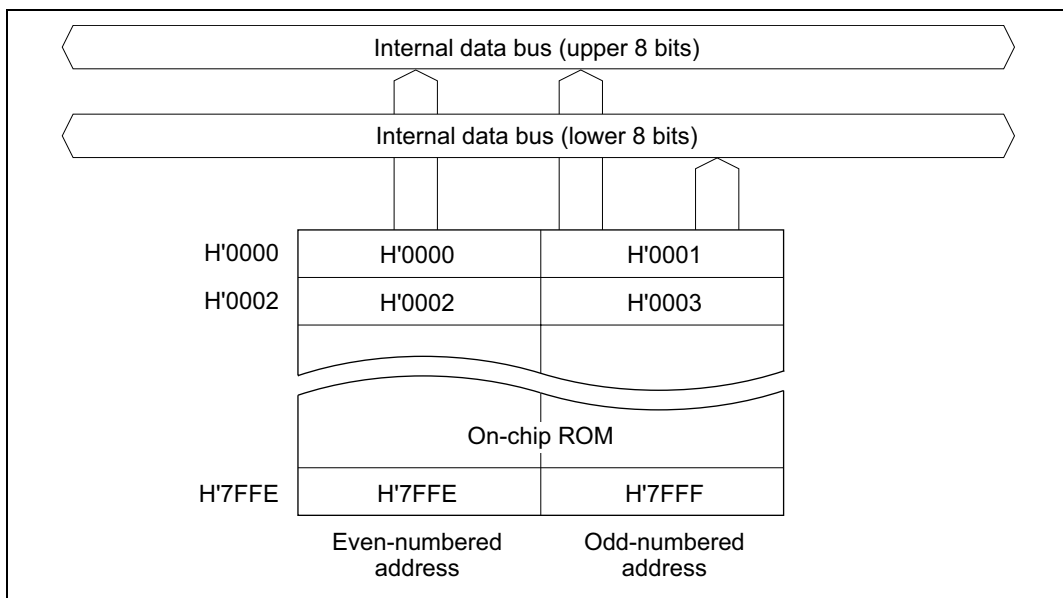 Internal data bus (upper 8 bits)
Internal data bus (lower 8 bits)
H'0000 H'0000 H'0001
H'0002 H'0002 H'0003
On-chip ROM
H'7FFE H'7FFE H'7FFF
Even-numbered address
Odd-numbered address